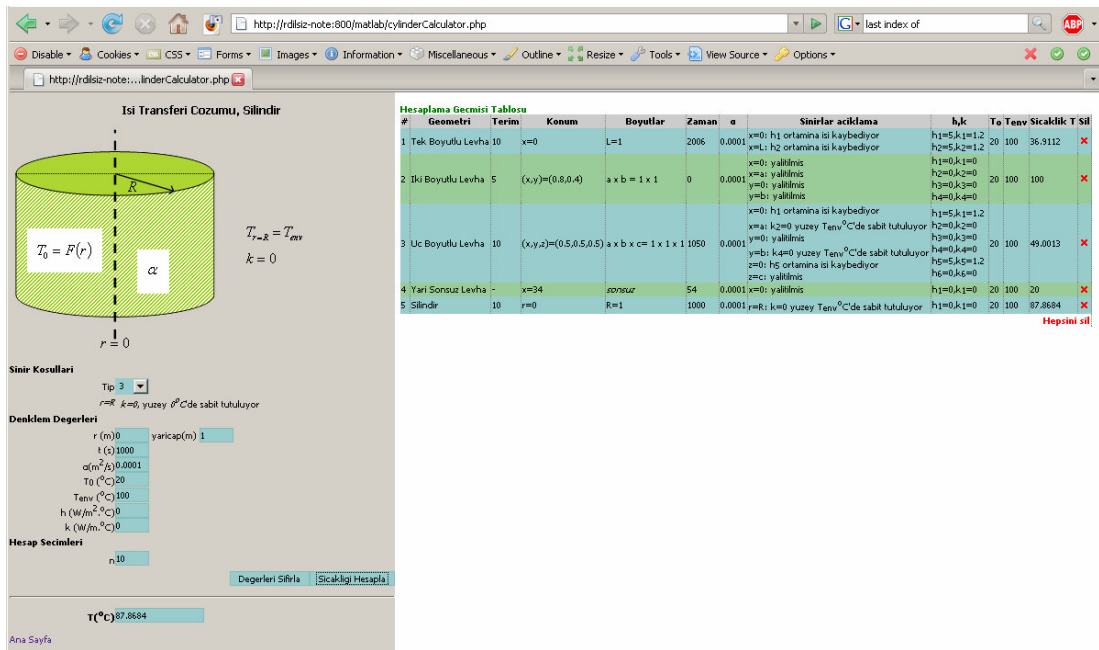 http://rdilsiz-note:800/matlab/cylinderCalculator.php
G last index of
ABP
Disable Cookies CSS Forms Images Information Miscellaneous Outline Resize Tools View Source Options
http://rdilsiz-note:...linderCalculator.php
Isi Transferi Cozumu, Silindir
R
T0 = F(r)
α
Tr=R = Tenv
k = 0
r = 0
Sinir Kosullari
Tip 3
r=R k=0, yuzey 0°C'de sabit tutuluyor
Denklem Degerleri
r (m) 0 yaricap(m) 1
t (s) 1000
α(m2/s) 0.0001
T0 (°C) 20
Tenv (°C) 100
h (W/m2.°C) 0
k (W/m.°C) 0
Hesap Secimleri
n 10
Degerleri Sifirla Sicakligi Hesapla
T(°C) 87.8684
Ana Sayfa
Hesaplama Gecmisi Tablosu
# Geometri Terim Konum Boyutlar Zaman α Sinirlar aciklama h,k To Tenv Sicaklik T Sil
1 Tek Boyutlu Levha 10 x=0 L=1 2006 0.0001 x=0: h1 ortamina isi kaybediyor h1=5,k1=1.2 20 100 36.9112
x=L: h2 ortamina isi kaybediyor h2=5,k2=1.2
2 Iki Boyutlu Levha 5 (x,y)=(0.8,0.4) a x b = 1 x 1 0 0.0001 x=0: yalitilmis h1=0,k1=0 20 100 100
x=a: yalitilmis h2=0,k2=0
y=0: yalitilmis h3=0,k3=0
y=b: yalitilmis h4=0,k4=0
3 Uc Boyutlu Levha 10 (x,y,z)=(0.5,0.5,0.5) a x b x c= 1 x 1 x 1 1050 0.0001 x=0: h1 ortamina isi kaybediyor h1=5,k1=1.2 20 100 49.0013
x=a: k2=0 yuzey Tenv°C'de sabit tutuluyor h2=0,k2=0
y=0: yalitilmis h3=0,k3=0
y=b: k4=0 yuzey Tenv°C'de sabit tutuluyor h4=0,k4=0
z=0: h5 ortamina isi kaybediyor h5=5,k5=1.2
z=c: yalitilmis h6=0,k6=0
4 Yari Sonsuz Levha - x=34 sonsuz 54 0.0001 x=0: yalitilmis h1=0,k1=0 20 100 20
5 Silindir 10 r=0 R=1 1000 0.0001 r=R: k=0 yuzey Tenv°C'de sabit tutuluyor h1=0,k1=0 20 100 87.8684
Hepsini sil